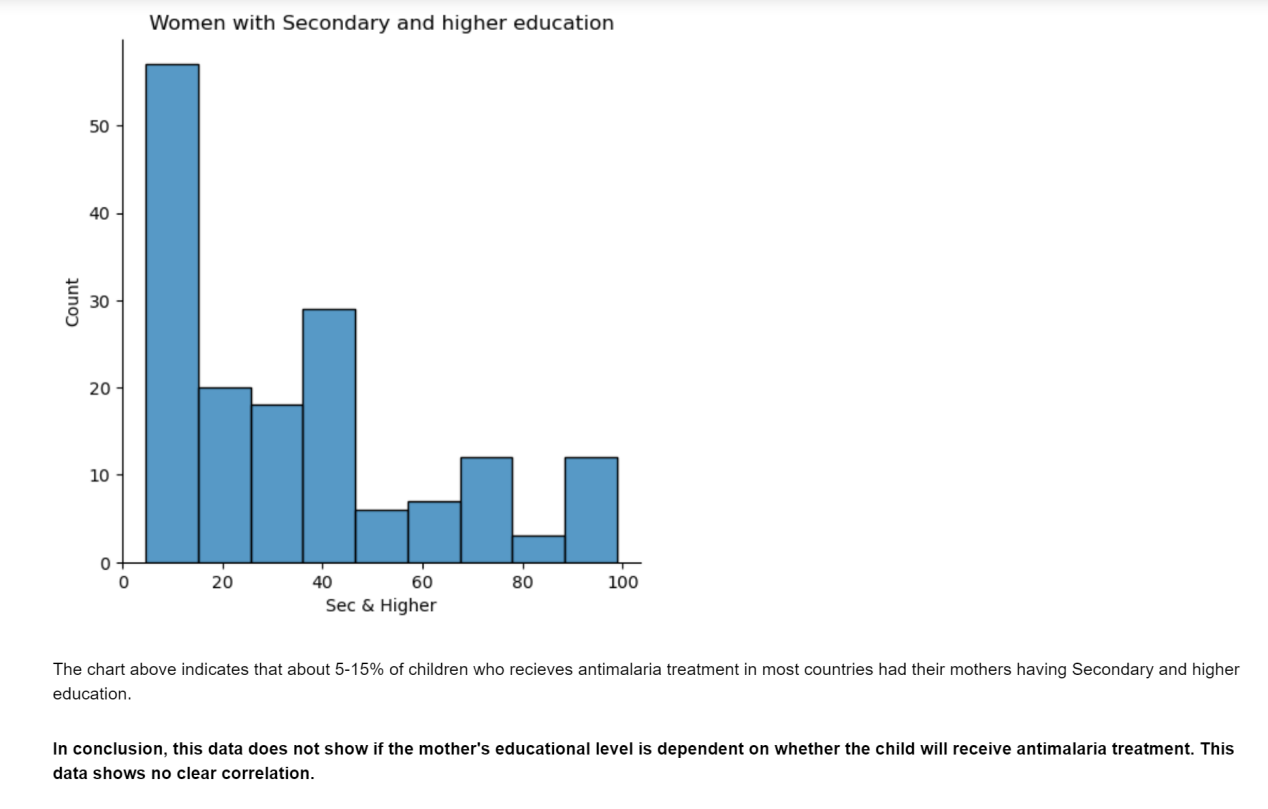 Women with Secondary and higher education
50
40
30
20
10
0
Count
0 20 40 60 80 100
Sec & Higher
The chart above indicates that about 5-15% of children who recieves antimalaria treatment in most countries had their mothers having Secondary and higher
education.
In conclusion, this data does not show if the mother's educational level is dependent on whether the child will receive antimalaria treatment. This
data shows no clear correlation.